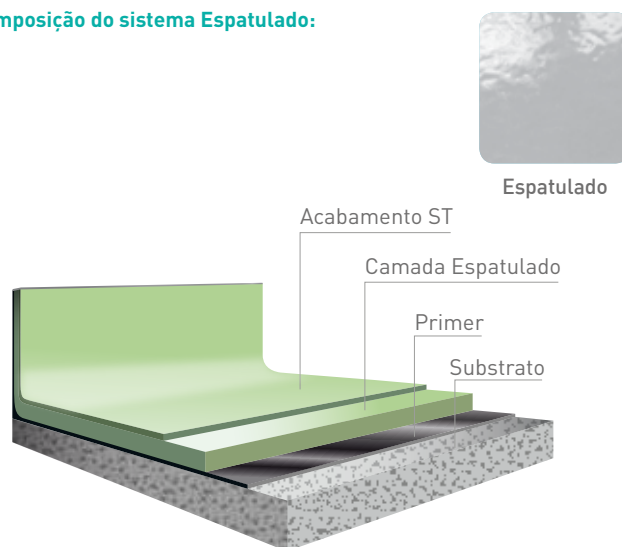 mposição do sistema Espatulado:
Espatulado
Acabamento ST
Camada Espatulado
Primer
Substrato